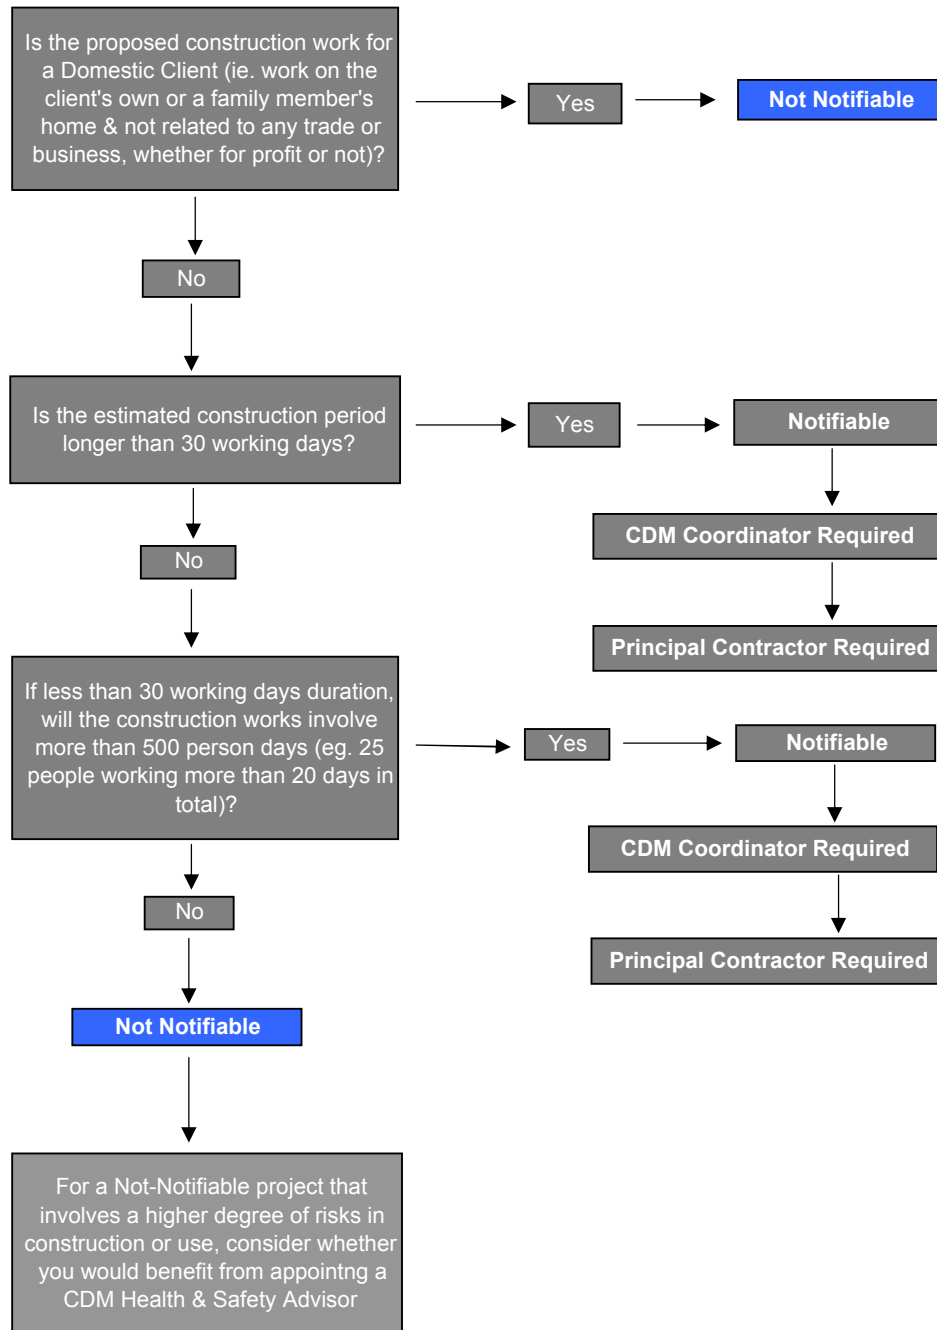 Is the proposed construction work for
a Domestic Client (ie. work on the
client's own or a family member's
home & not related to any trade or
business, whether for profit or not)?
Yes
Not Notifiable
No
Is the estimated construction period
longer than 30 working days?
Yes
Notifiable
CDM Coordinator Required
Principal Contractor Required
No
If less than 30 working days duration,
will the construction works involve
more than 500 person days (eg. 25
people working more than 20 days in
total)?
Yes
Notifiable
CDM Coordinator Required
Principal Contractor Required
No
Not Notifiable
For a Not-Notifiable project that
involves a higher degree of risks in
construction or use, consider whether
you would benefit from appointng a
CDM Health & Safety Advisor